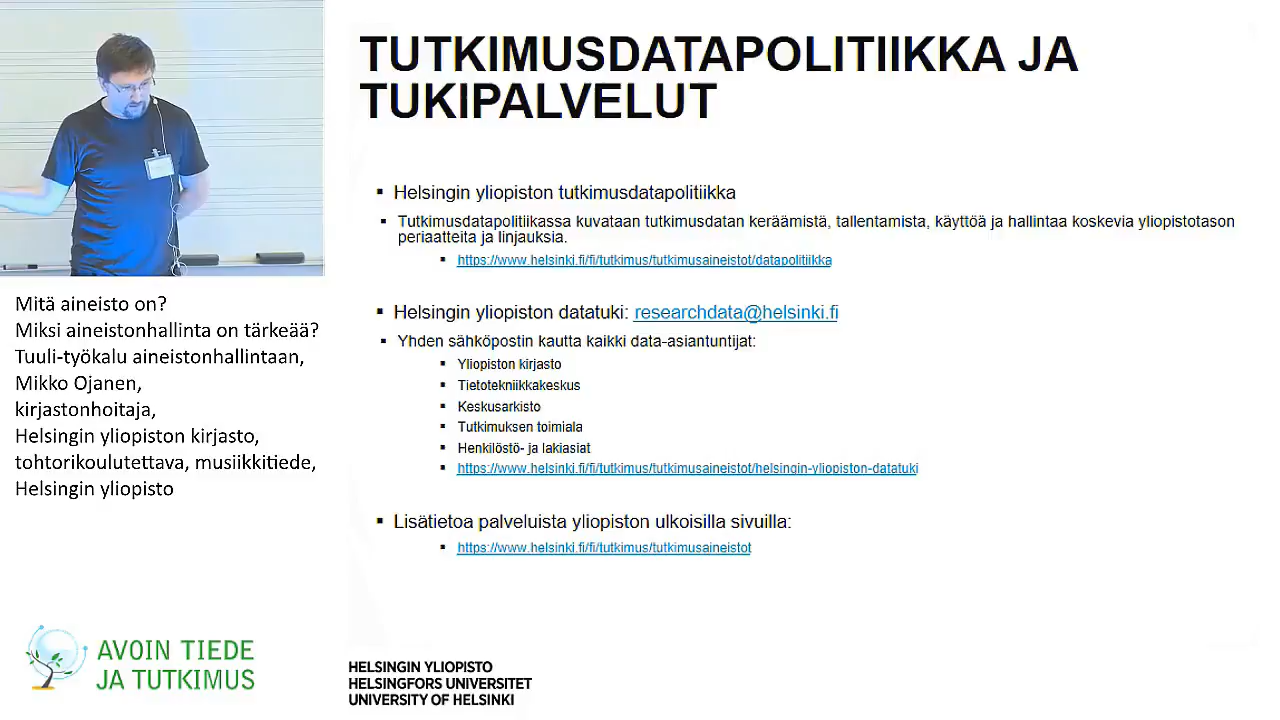 TUTKIMUSDATAPOLITIIKKA JA
TUKIPALVELUT
▪ Helsingin yliopiston tutkimusdatapolitiikka
▪ Tutkimusdatapolitiikassa kuvataan tutkimusdatan keräämistä, tallentamista, käyttöä ja hallintaa koskevia yliopistotason
periaatteita ja linjauksia.
▪ https://www.helsinki.fi/fi/tutkimus/tutkimusaineistot/datapolitiikka
▪ Helsingin yliopiston datatuki: researchdata@helsinki.fi
▪ Yhden sähköpostin kautta kaikki data-asiantuntijat:
▪ Yliopiston kirjasto
▪ Tietotekniikkakeskus
▪ Keskusarkisto
▪ Tutkimuksen toimiala
▪ Henkilöstö- ja lakiasiat
▪ https://www.helsinki.fi/fi/tutkimus/tutkimusaineistot/helsingin-yliopiston-datatuki
▪ Lisätietoa palveluista yliopiston ulkoisilla sivuilla:
▪ https://www.helsinki.fi/fi/tutkimus/tutkimusaineistot
Mitä aineisto on?
Miksi aineistonhallinta on tärkeää?
Tuuli-työkalu aineistonhallintaan,
Mikko Ojanen,
kirjastonhoitaja,
Helsingin yliopiston kirjasto,
tohtorikoulutettava, musiikkitiede,
Helsingin yliopisto
AVOIN TIEDE
JA TUTKIMUS
HELSINGIN YLIOPISTO
HELSINGFORS UNIVERSITET
UNIVERSITY OF HELSINKI